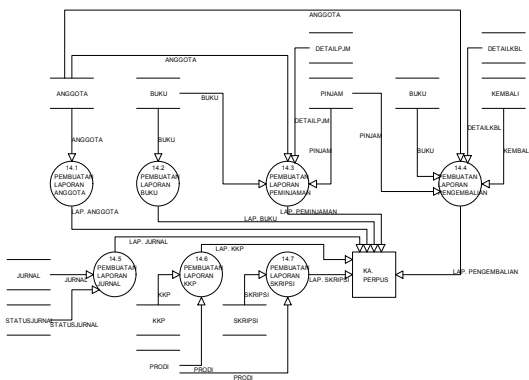 ANGGOTA
DETAILPJM
DETAILKBL
ANGGOTA
ANGGOTA
BUKU
BUKU
PINJAM
BUKU
KEMBALI
DETAILPJM
DETAILKBL
PINJAM
KEMBAL
ANGGOTA
BUKU
PINJAM
BUKU
14.1
PEMBUATAN
LAPORAN
ANGGOTA
14.2
PEMBUATAN
LAPORAN
BUKU
14.3
PEMBUATAN
LAPORAN
PEMINJAMAN
14.4
PEMBUATAN
LAPORAN
PENGEMBALIAN
LAP. ANGGOTA
LAP. BUKU
LAP. PEMINJAMAN
LAP. JURNAL
LAP. KKP
14.5
PEMBUATAN
LAPORAN
JURNAL
14.6
PEMBUATAN
LAPORAN
KKP
14.7
PEMBUATAN
LAPORAN
SKRIPSI
KA.
PERPUS
LAP. SKRIPSI
LAP. PENGEMBALIAN
JURNAL
JURNAL
KKP
SKRIPSI
STATUSJURNAL
STATUSJURNAL
KKP
SKRIPSI
PRODI
PRODI
PRODI